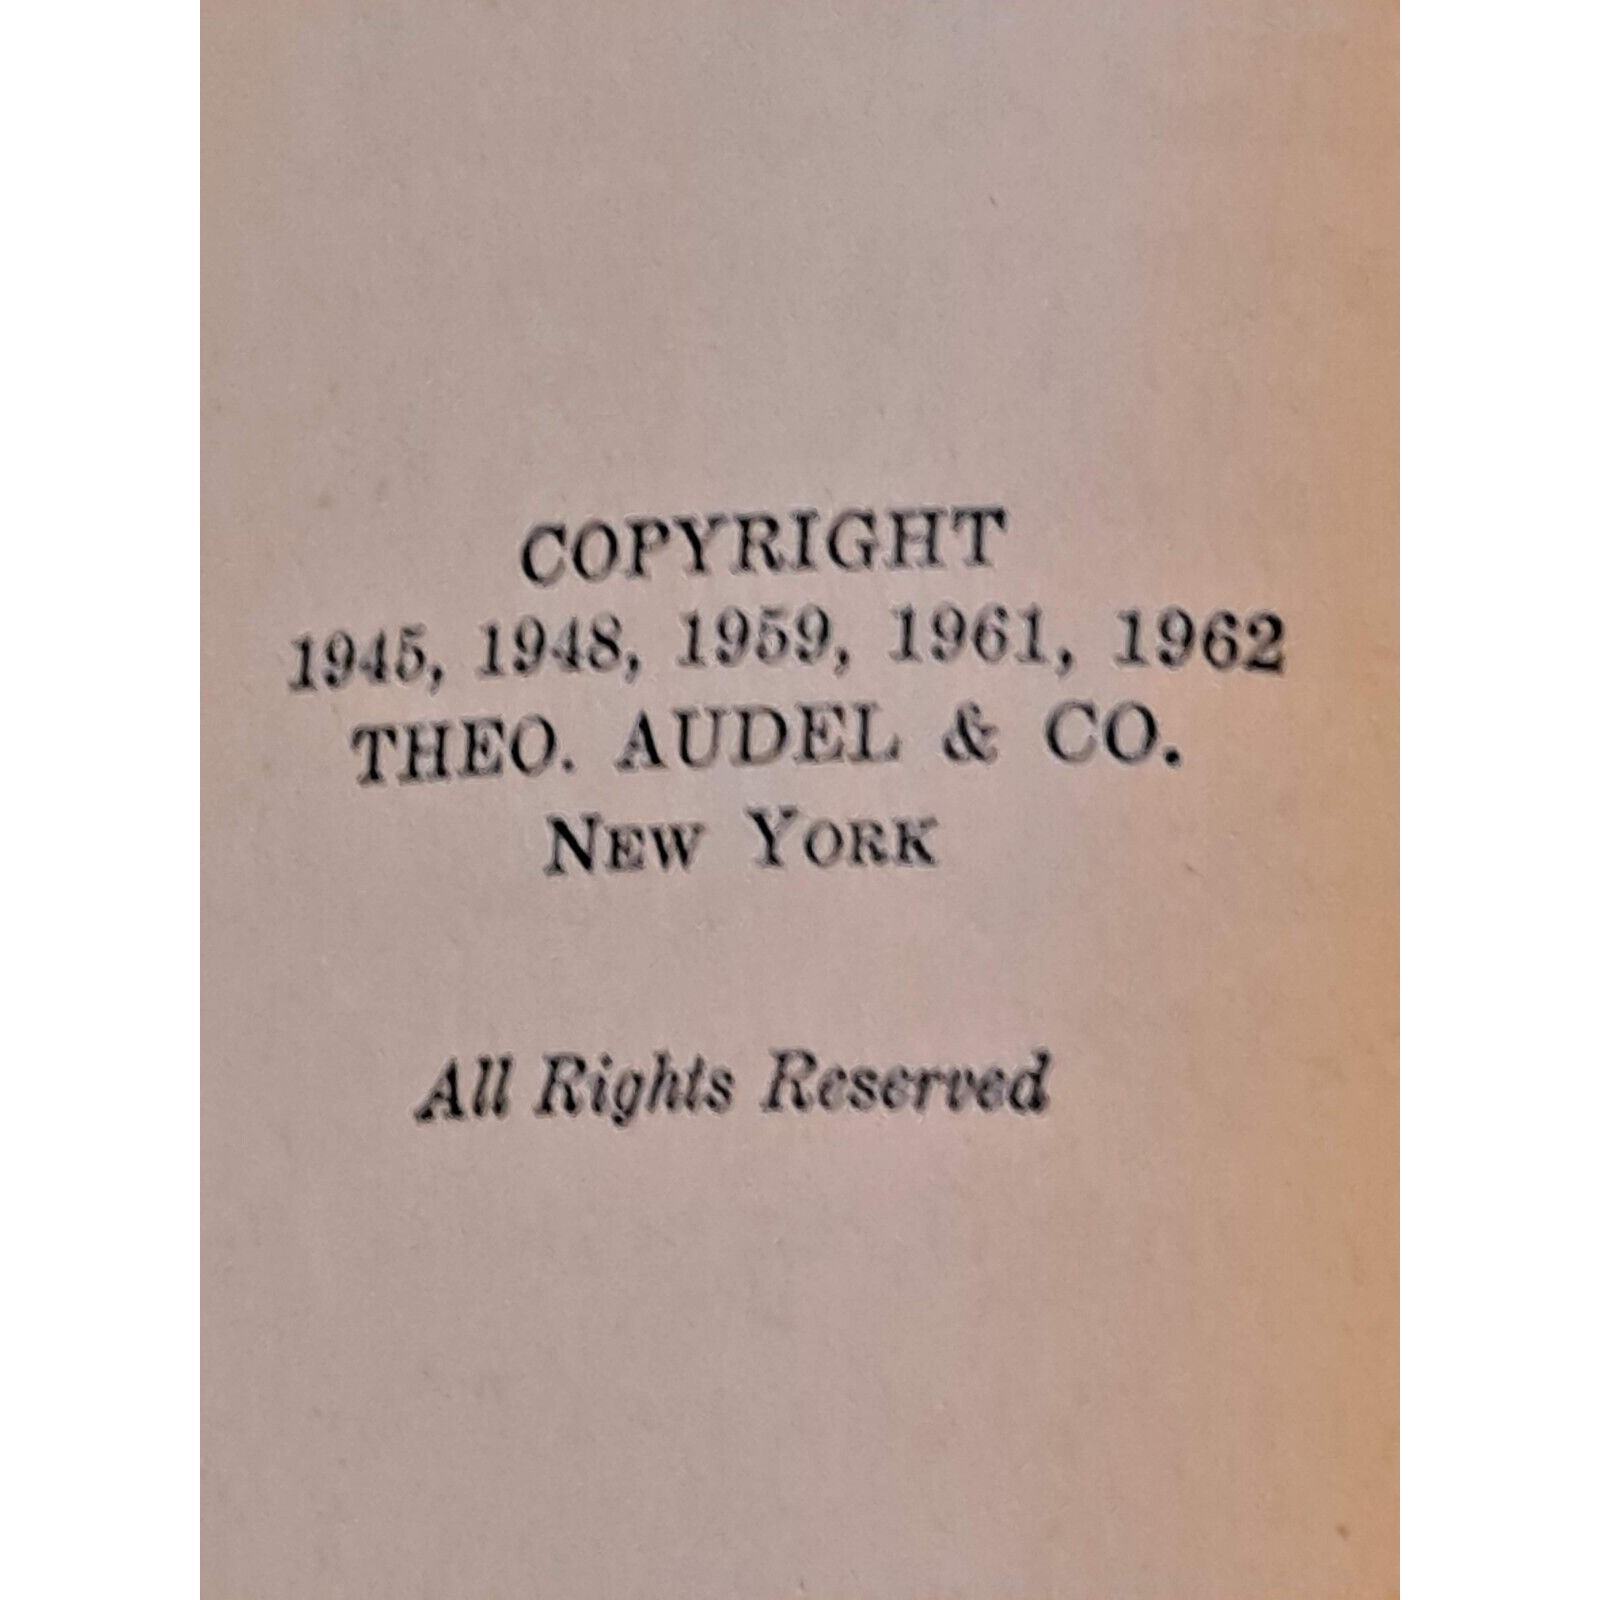 COPYRIGHT
1945, 1948, 1959, 1961, 1962
THEO. AUDEL & CO.
NEW YORK
All Rights Reserved